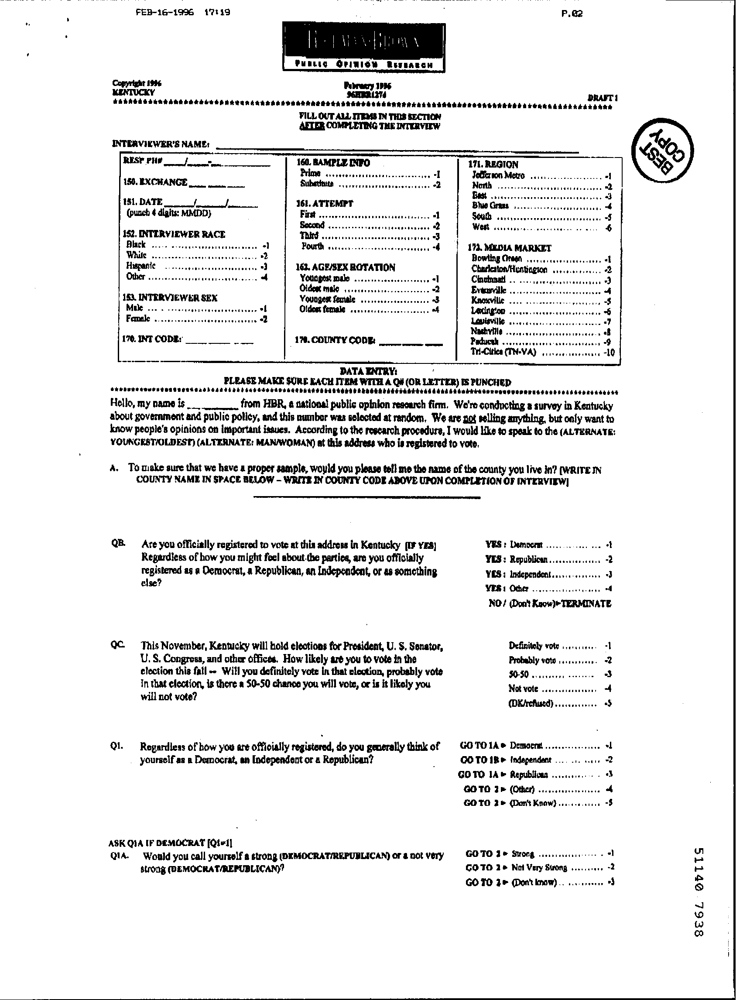 FEB-16-1996 17:19 P.02
PUBLIC OPINION RESEARCH
Copyright 1996 February 1996
KENTUCKY 96HBR1274 DRAFT 1
FILL OUT ALL ITEMS IN THIS SECTION
AFTER COMPLETING THE INTERVIEW
BEST
COPY
INTERVIEWER'S NAME:
RESP PH# ____/____-____
150. EXCHANGE ___ ___ ___
151. DATE _____/_____/_____
(punch 4 digits: MMDD)
152. INTERVIEWER RACE
Black .... -1
White .... -2
Hispanic .... -3
Other .... -4
153. INTERVIEWER SEX
Male .... -1
Female .... -2
170. INT CODE: ___ ___ ___
160. SAMPLE INFO
Prime .... -1
Substitute .... -2
161. ATTEMPT
First .... -1
Second .... -2
Third .... -3
Fourth .... -4
162. AGE/SEX ROTATION
Youngest male .... -1
Oldest male .... -2
Youngest female .... -3
Oldest female .... -4
170. COUNTY CODE: ___ ___ ___
171. REGION
Jefferson Metro .... -1
North .... -2
East .... -3
Blue Grass .... -4
South .... -5
West .... -6
172. MEDIA MARKET
Bowling Green .... -1
Charleston/Huntington .... -2
Cincinnati .... -3
Evansville .... -4
Knoxville .... -5
Lexington .... -6
Louisville .... -7
Nashville .... -8
Paducah .... -9
Tri-Cities (TN-VA) .... -10
DATA ENTRY:
PLEASE MAKE SURE EACH ITEM WITH A Q# (OR LETTER) IS PUNCHED
Hello, my name is ________ from HBR, a national public opinion research firm. We're conducting a survey in Kentucky
about government and public policy, and this number was selected at random. We are not selling anything, but only want to
know people's opinions on important issues. According to the research procedure, I would like to speak to the (ALTERNATE:
YOUNGEST/OLDEST) (ALTERNATE: MAN/WOMAN) at this address who is registered to vote.
A. To make sure that we have a proper sample, would you please tell me the name of the county you live in? [WRITE IN
COUNTY NAME IN SPACE BELOW – WRITE IN COUNTY CODE ABOVE UPON COMPLETION OF INTERVIEW]
QB. Are you officially registered to vote at this address in Kentucky [IF YES]
Regardless of how you might feel about the parties, are you officially
registered as a Democrat, a Republican, an Independent, or as something
else?
YES : Democrat .... -1
YES : Republican .... -2
YES : Independent .... -3
YES : Other .... -4
NO / (Don't Know)►TERMINATE
QC This November, Kentucky will hold elections for President, U. S. Senator,
U. S. Congress, and other offices. How likely are you to vote in the
election this fall -- Will you definitely vote in that election, probably vote
in that election, is there a 50-50 chance you will vote, or is it likely you
will not vote?
Definitely vote .... -1
Probably vote .... -2
50-50 .... -3
Not vote .... -4
(DK/refused) .... -5
Q1. Regardless of how you are officially registered, do you generally think of
yourself as a Democrat, an Independent or a Republican?
GO TO 1A ► Democrat .... -1
GO TO 1B ► Independent .... -2
GO TO 1A ► Republican .... -3
GO TO 2 ► (Other) .... -4
GO TO 2 ► (Don't Know) .... -5
ASK Q1A IF DEMOCRAT [Q1=1]
Q1A. Would you call yourself a strong (DEMOCRAT/REPUBLICAN) or a not very
strong (DEMOCRAT/REPUBLICAN)?
GO TO 2 ► Strong .... -1
GO TO 2 ► Not Very Strong .... -2
GO TO 2 ► (Don't know) .... -3
51140 7938